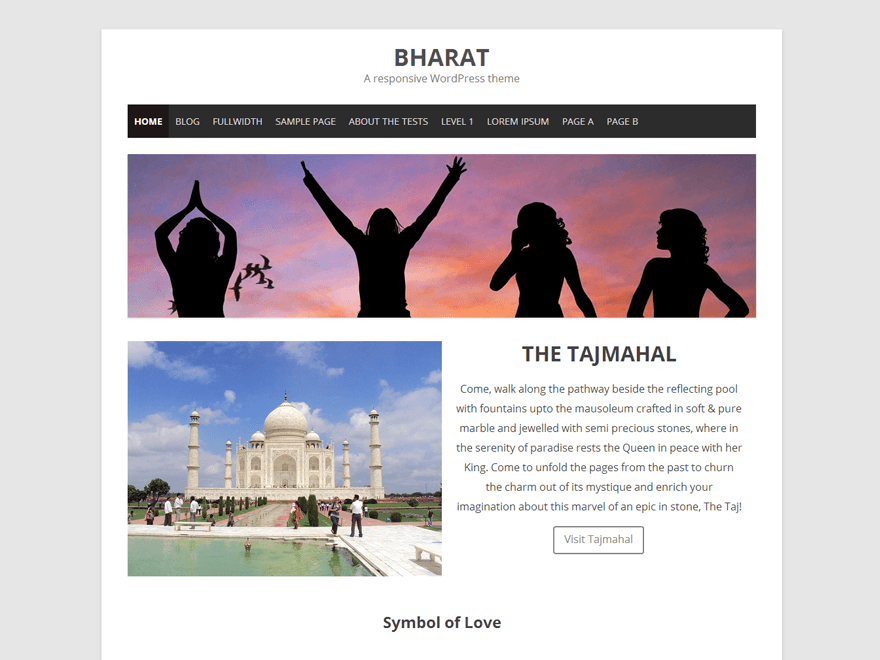 BHARAT
A responsive WordPress theme
HOME BLOG FULLWIDTH SAMPLE PAGE ABOUT THE TESTS LEVEL 1 LOREM IPSUM PAGE A PAGE B
THE TAJMAHAL
Come, walk along the pathway beside the reflecting pool
with fountains upto the mausoleum crafted in soft & pure
marble and jewelled with semi precious stones, where in
the serenity of paradise rests the Queen in peace with her
King. Come to unfold the pages from the past to churn
the charm out of its mystique and enrich your
imagination about this marvel of an epic in stone, The Taj!
Visit Tajmahal
Symbol of Love